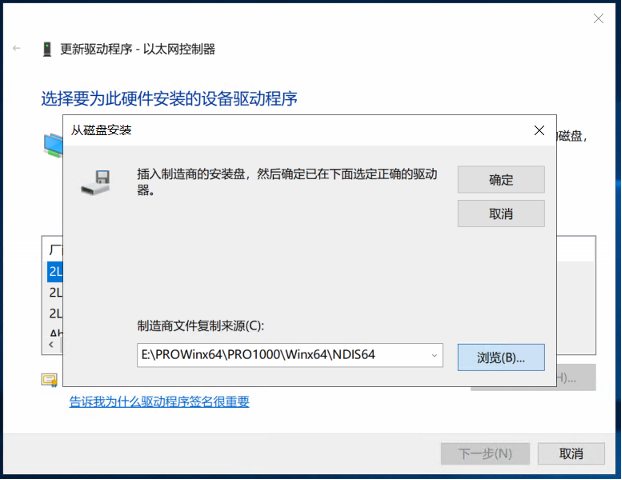 更新驱动程序 - 以太网控制器
选择要为此硬件安装的设备驱动程序
磁盘，
从磁盘安装
插入制造商的安装盘，然后确定已在下面选定正确的驱动
器。
确定
取消
厂
2L
2L
2L
制造商文件复制来源(C):
E:\PROWinx64\PRO1000\Winx64\NDIS64
浏览(B)...
H)...
告诉我为什么驱动程序签名很重要
下一步(N)
取消